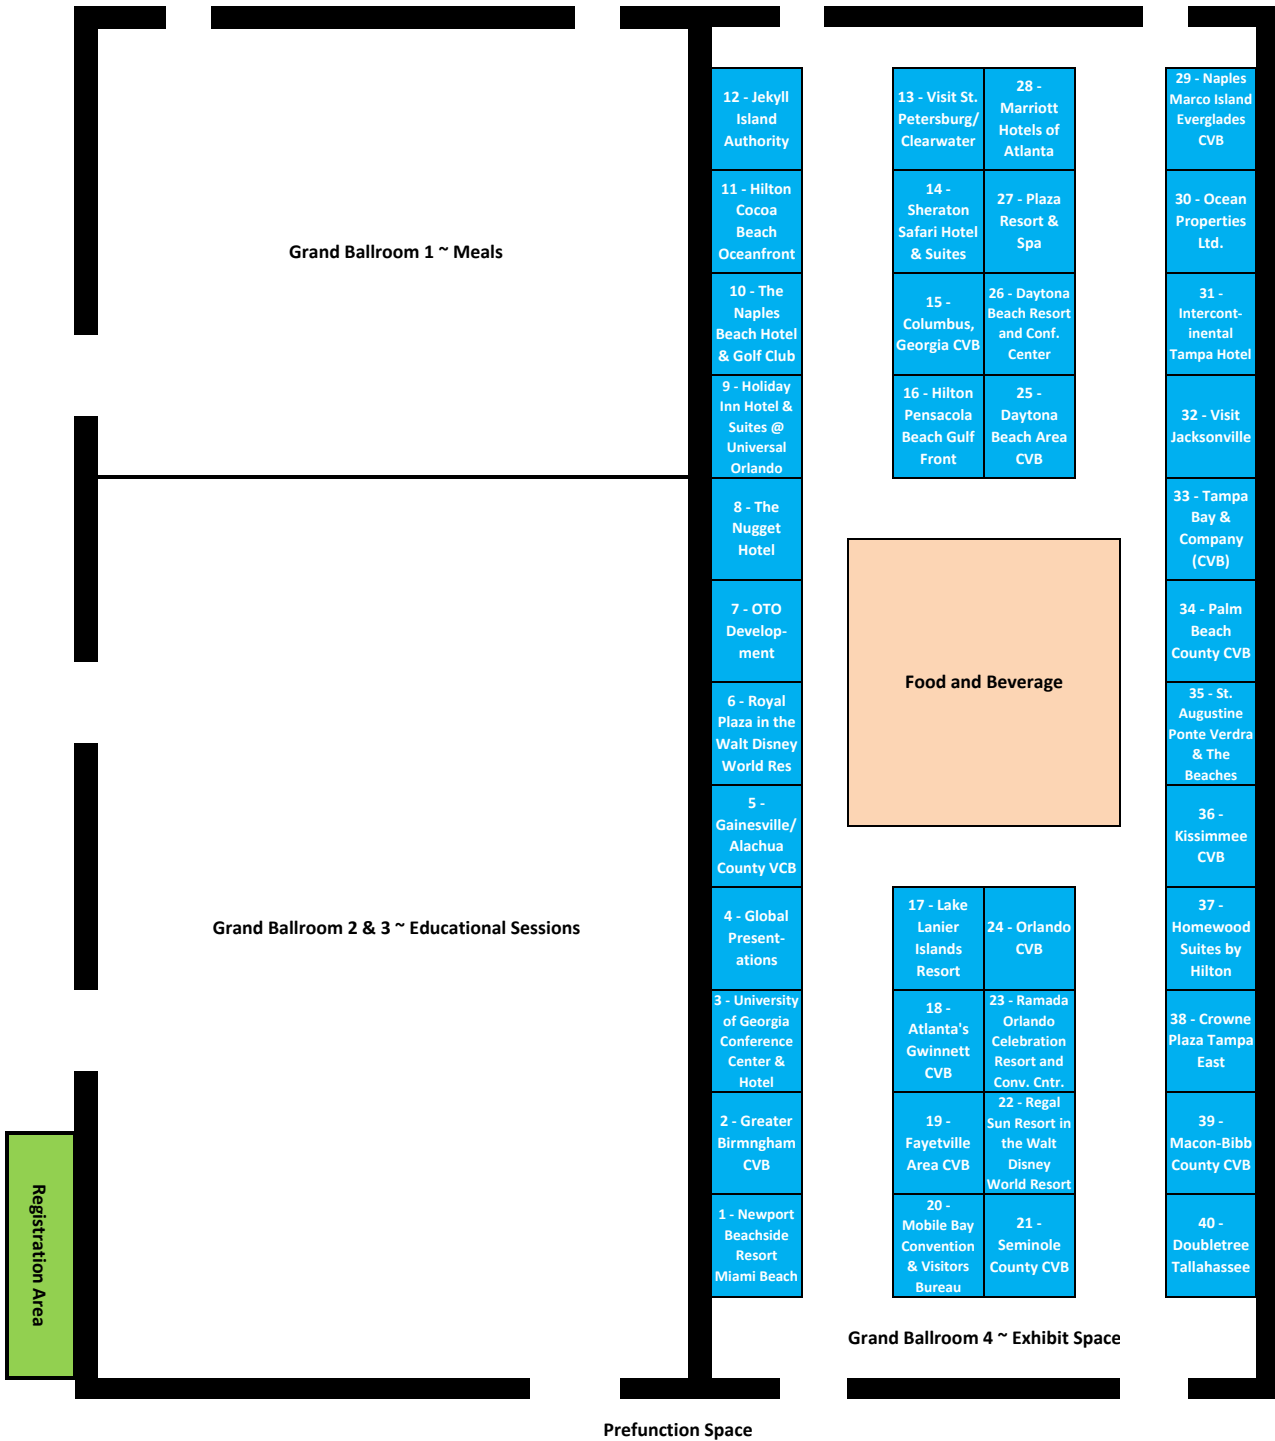 12 - Jekyll
Island
Authority
11 - Hilton
Cocoa
Beach
Oceanfront
10 - The
Naples
Beach Hotel
& Golf Club
9 - Holiday
Inn Hotel &
Suites @
Universal
Orlando
8 - The
Nugget
Hotel
7 - OTO
Develop-
ment
6 - Royal
Plaza in the
Walt Disney
World Res
5 -
Gainesville/
Alachua
County VCB
4 - Global
Present-
ations
3 - University
of Georgia
Conference
Center &
Hotel
2 - Greater
Birmngham
CVB
1 - Newport
Beachside
Resort
Miami Beach
13 - Visit St.
Petersburg/
Clearwater
14 -
Sheraton
Safari Hotel
& Suites
15 -
Columbus,
Georgia CVB
16 - Hilton
Pensacola
Beach Gulf
Front
28 -
Marriott
Hotels of
Atlanta
27 - Plaza
Resort &
Spa
26 - Daytona
Beach Resort
and Conf.
Center
25 -
Daytona
Beach Area
CVB
Food and Beverage
17 - Lake
Lanier
Islands
Resort
18 -
Atlanta's
Gwinnett
CVB
19 -
Fayetville
Area CVB
20 -
Mobile Bay
Convention
& Visitors
Bureau
24 - Orlando
CVB
23 - Ramada
Orlando
Celebration
Resort and
Conv. Cntr.
22 - Regal
Sun Resort in
the Walt
Disney
World Resort
21 -
Seminole
County CVB
29 - Naples
Marco Island
Everglades
CVB
30 - Ocean
Properties
Ltd.
31 -
Intercont-
inental
Tampa Hotel
32 - Visit
Jacksonville
33 - Tampa
Bay &
Company
(CVB)
34 - Palm
Beach
County CVB
35 - St.
Augustine
Ponte Verdra
& The
Beaches
36 -
Kissimmee
CVB
37 -
Homewood
Suites by
Hilton
38 - Crowne
Plaza Tampa
East
39 -
Macon-Bibb
County CVB
40 -
Doubletree
Tallahassee
Grand Ballroom 1 ~ Meals
Grand Ballroom 2 & 3 ~ Educational Sessions
Registration Area
Grand Ballroom 4 ~ Exhibit Space
Prefunction Space